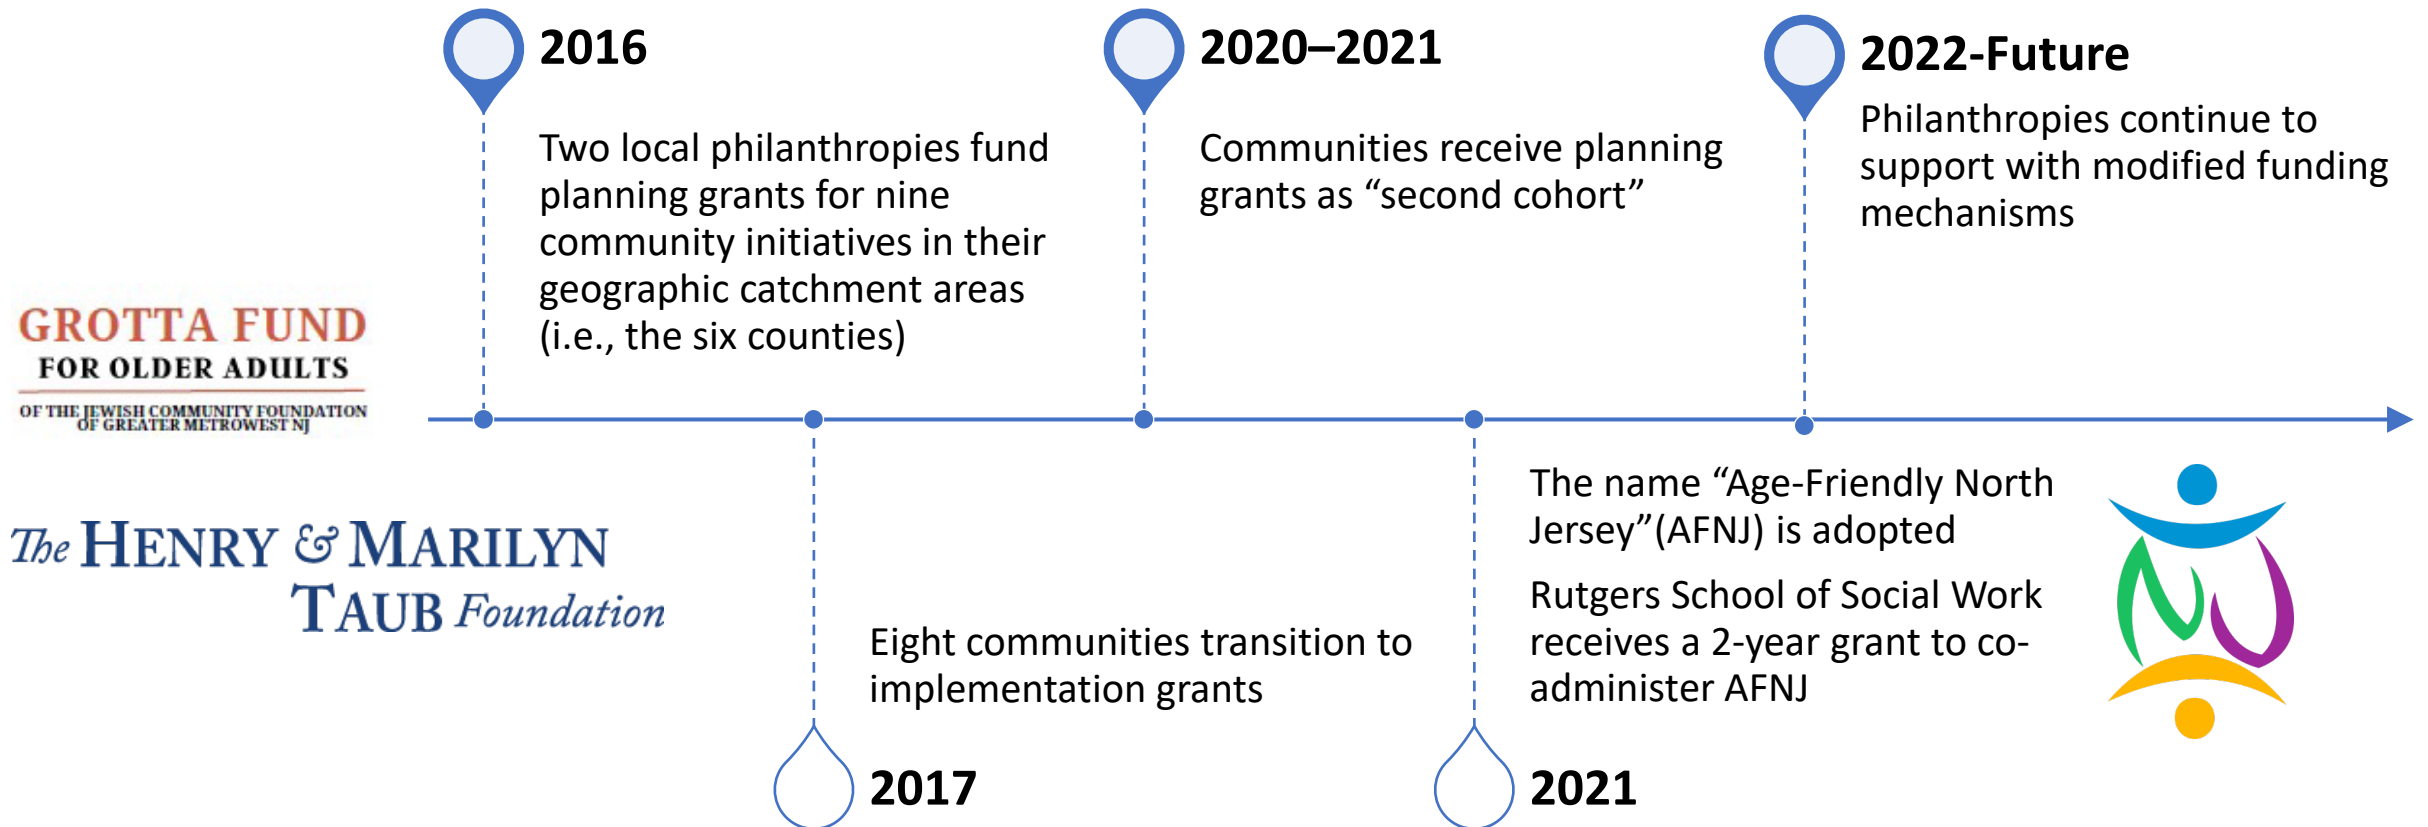 2016
Two local philanthropies fund
planning grants for nine
community initiatives in their
geographic catchment areas
(i.e., the six counties)
2020–2021
Communities receive planning
grants as “second cohort”
2022-Future
Philanthropies continue to
support with modified funding
mechanisms
GROTTA FUND
FOR OLDER ADULTS
OF THE JEWISH COMMUNITY FOUNDATION
OF GREATER METROWEST NJ
The HENRY & MARILYN
TAUB Foundation
Eight communities transition to
implementation grants
2017
The name “Age-Friendly North
Jersey”(AFNJ) is adopted
Rutgers School of Social Work
receives a 2-year grant to co-
administer AFNJ
2021
NJ